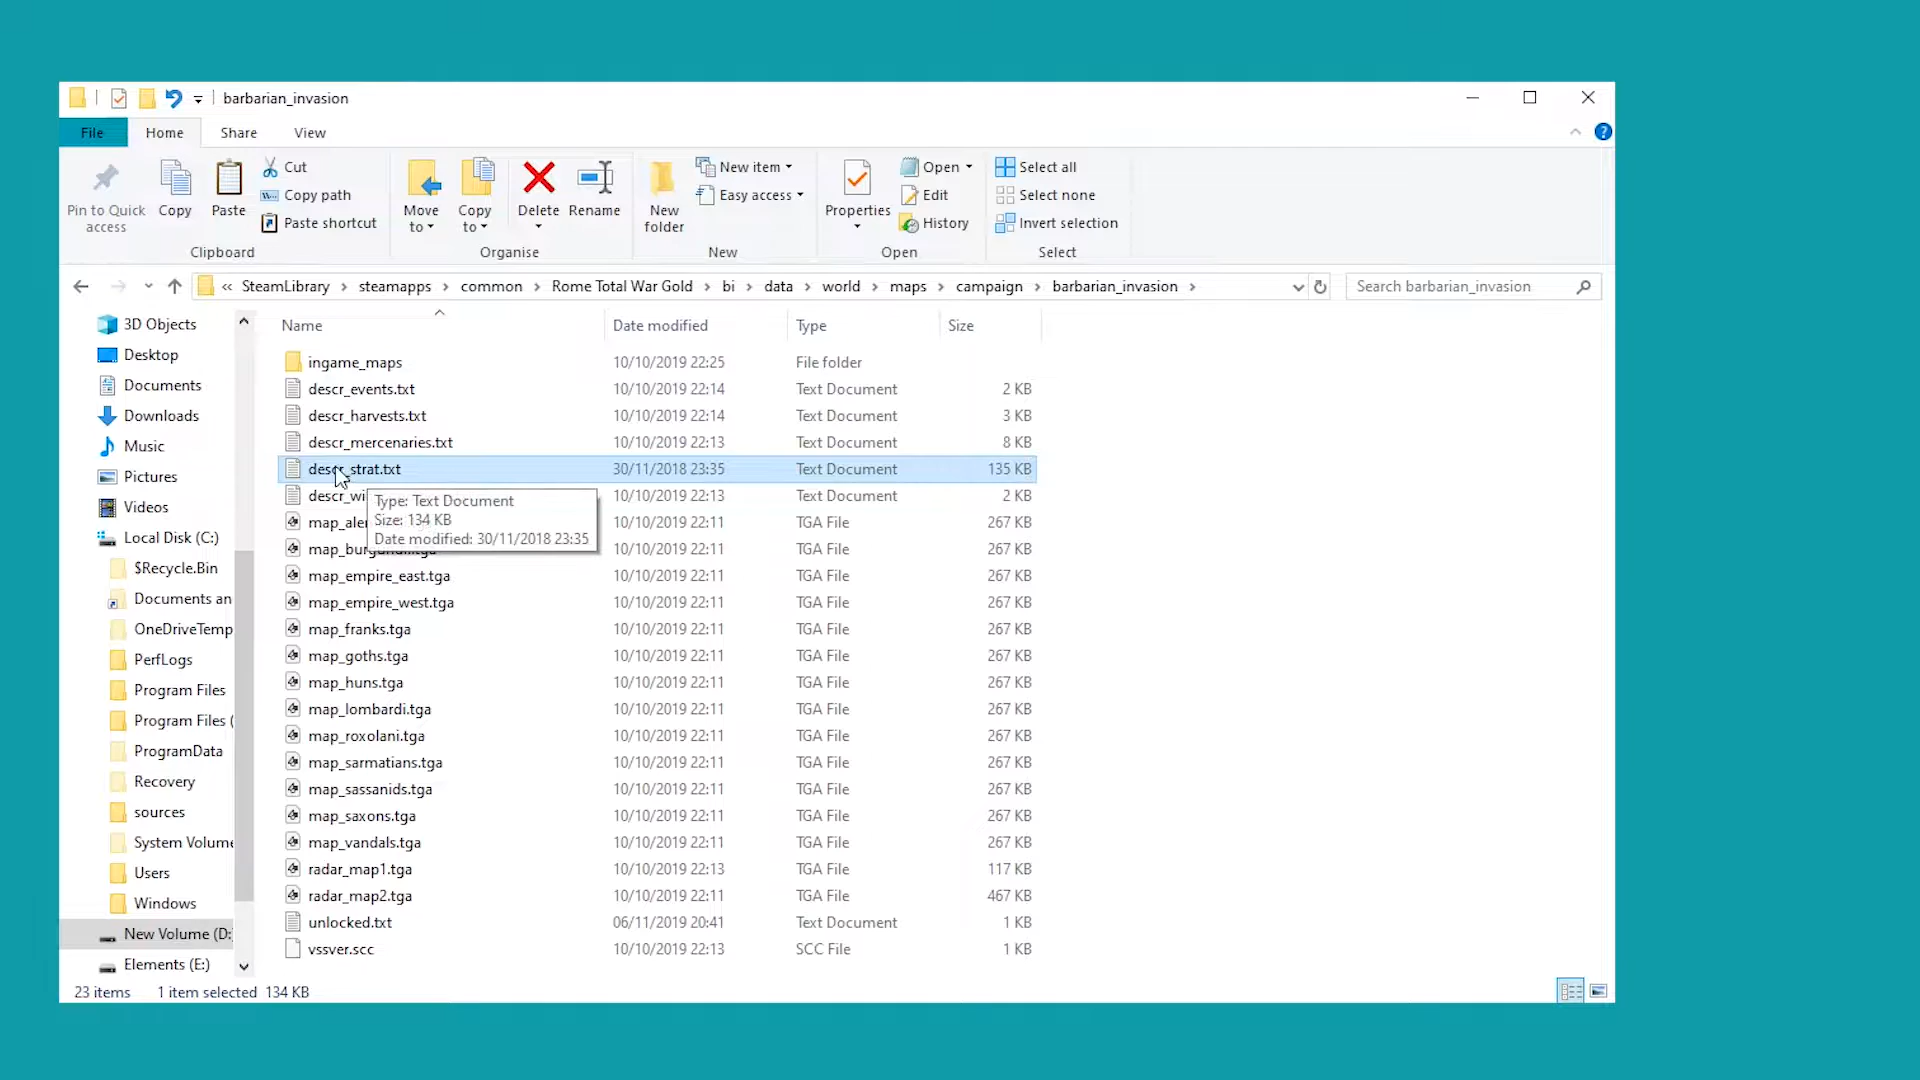 barbarian_invasion
File Home Share View
Pin to Quick access
Copy
Paste
Cut
Copy path
Paste shortcut
Clipboard
Move to
Copy to
Delete
Rename
Organise
New folder
New item
Easy access
New
Properties
Open
Edit
History
Open
Select all
Select none
Invert selection
Select
« SteamLibrary > steamapps > common > Rome Total War Gold > bi > data > world > maps > campaign > barbarian_invasion >
Search barbarian_invasion
3D Objects
Desktop
Documents
Downloads
Music
Pictures
Videos
Local Disk (C:)
$Recycle.Bin
Documents an
OneDriveTemp
PerfLogs
Program Files
Program Files (
ProgramData
Recovery
sources
System Volume
Users
Windows
New Volume (D:)
Elements (E:)
Name Date modified Type Size
ingame_maps 10/10/2019 22:25 File folder
descr_events.txt 10/10/2019 22:14 Text Document 2 KB
descr_harvests.txt 10/10/2019 22:14 Text Document 3 KB
descr_mercenaries.txt 10/10/2019 22:13 Text Document 8 KB
descr_strat.txt 30/11/2018 23:35 Text Document 135 KB
descr_wi 10/10/2019 22:13 Text Document 2 KB
map_aler 10/10/2019 22:11 TGA File 267 KB
map_burgundii.tga 10/10/2019 22:11 TGA File 267 KB
map_empire_east.tga 10/10/2019 22:11 TGA File 267 KB
map_empire_west.tga 10/10/2019 22:11 TGA File 267 KB
map_franks.tga 10/10/2019 22:11 TGA File 267 KB
map_goths.tga 10/10/2019 22:11 TGA File 267 KB
map_huns.tga 10/10/2019 22:11 TGA File 267 KB
map_lombardi.tga 10/10/2019 22:11 TGA File 267 KB
map_roxolani.tga 10/10/2019 22:11 TGA File 267 KB
map_sarmatians.tga 10/10/2019 22:11 TGA File 267 KB
map_sassanids.tga 10/10/2019 22:11 TGA File 267 KB
map_saxons.tga 10/10/2019 22:11 TGA File 267 KB
map_vandals.tga 10/10/2019 22:11 TGA File 267 KB
radar_map1.tga 10/10/2019 22:13 TGA File 117 KB
radar_map2.tga 10/10/2019 22:11 TGA File 467 KB
unlocked.txt 06/11/2019 20:41 Text Document 1 KB
vssver.scc 10/10/2019 22:13 SCC File 1 KB
Type: Text Document
Size: 134 KB
Date modified: 30/11/2018 23:35
23 items 1 item selected 134 KB